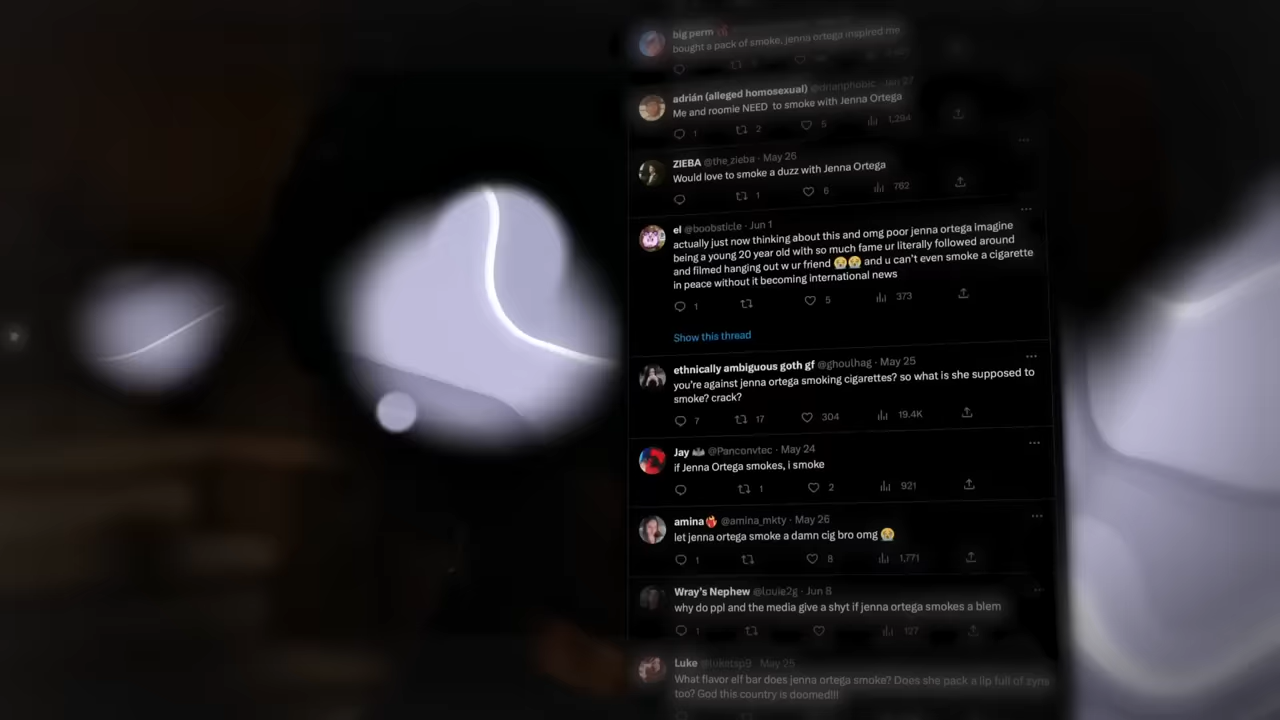 big perm
bought a pack of smoke, jenna ortega inspired me
adrián (alleged homosexual) @drianphobic · Jan 27
Me and roomie NEED to smoke with Jenna Ortega
1 2 5 1,294
ZIEBA @the_zieba · May 26
Would love to smoke a duzz with Jenna Ortega
1 6 762
el @boobsticle · Jun 1
actually just now thinking about this and omg poor jenna ortega imagine
being a young 20 year old with so much fame ur literally followed around
and filmed hanging out w ur friend 😭😭 and u can't even smoke a cigarette
in peace without it becoming international news
1 5 373
Show this thread
ethnically ambiguous goth gf @ghoulhag · May 25
you're against jenna ortega smoking cigarettes? so what is she supposed to
smoke? crack?
7 17 304 19.4K
Jay @Panconvtec · May 24
if Jenna Ortega smokes, i smoke
1 2 921
amina @amina_mkty · May 26
let jenna ortega smoke a damn cig bro omg 😭
1 8 1,771
Wray's Nephew @louie2g · Jun 8
why do ppl and the media give a shyt if jenna ortega smokes a blem
1 127
Luke May 25
What flavor elf bar does jenna ortega smoke? Does she pack a lip full of zyns
too? God this country is doomed!!!